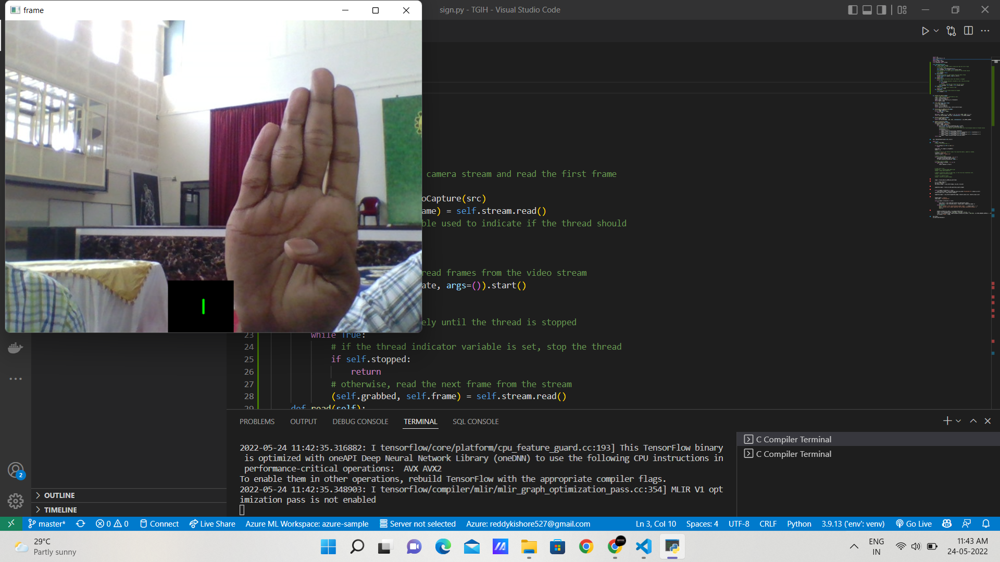 frame
sign.py - TGIH - Visual Studio Code
camera stream and read the first frame
oCapture(src)
ame) = self.stream.read()
ble used to indicate if the thread should
read frames from the video stream
ate, args=()).start()
ely until the thread is stopped
23 while True:
24 # if the thread indicator variable is set, stop the thread
25 if self.stopped:
26 return
27 # otherwise, read the next frame from the stream
28 (self.grabbed, self.frame) = self.stream.read()
29 def read(self):
I
PROBLEMS OUTPUT DEBUG CONSOLE TERMINAL SQL CONSOLE
2022-05-24 11:42:35.316882: I tensorflow/core/platform/cpu_feature_guard.cc:193] This TensorFlow binary
is optimized with oneAPI Deep Neural Network Library (oneDNN) to use the following CPU instructions in
performance-critical operations:  AVX AVX2
To enable them in other operations, rebuild TensorFlow with the appropriate compiler flags.
2022-05-24 11:42:35.348903: I tensorflow/compiler/mlir/mlir_graph_optimization_pass.cc:354] MLIR V1 opt
imization pass is not enabled
C Compiler Terminal
C Compiler Terminal
2
OUTLINE
TIMELINE
master* 0 0 Connect Live Share Azure ML Workspace: azure-sample Server not selected Azure: reddykishore527@gmail.com Ln 3, Col 10 Spaces: 4 UTF-8 CRLF Python 3.9.13 ('env': venv) Go Live
29°C
Partly sunny
ENG
IN
11:43 AM
24-05-2022